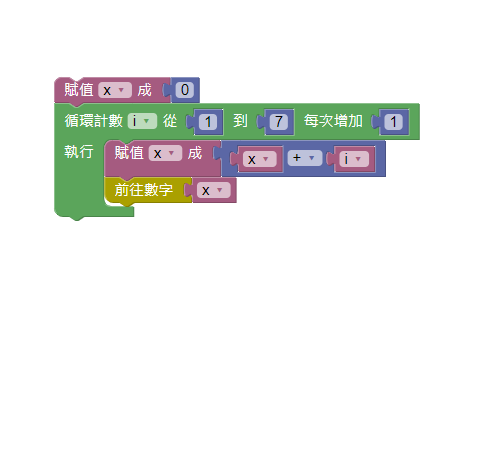 賦值 x 成 0
循環計數 i 從 1 到 7 每次增加 1
執行 賦值 x 成 x + i
前往數字 x